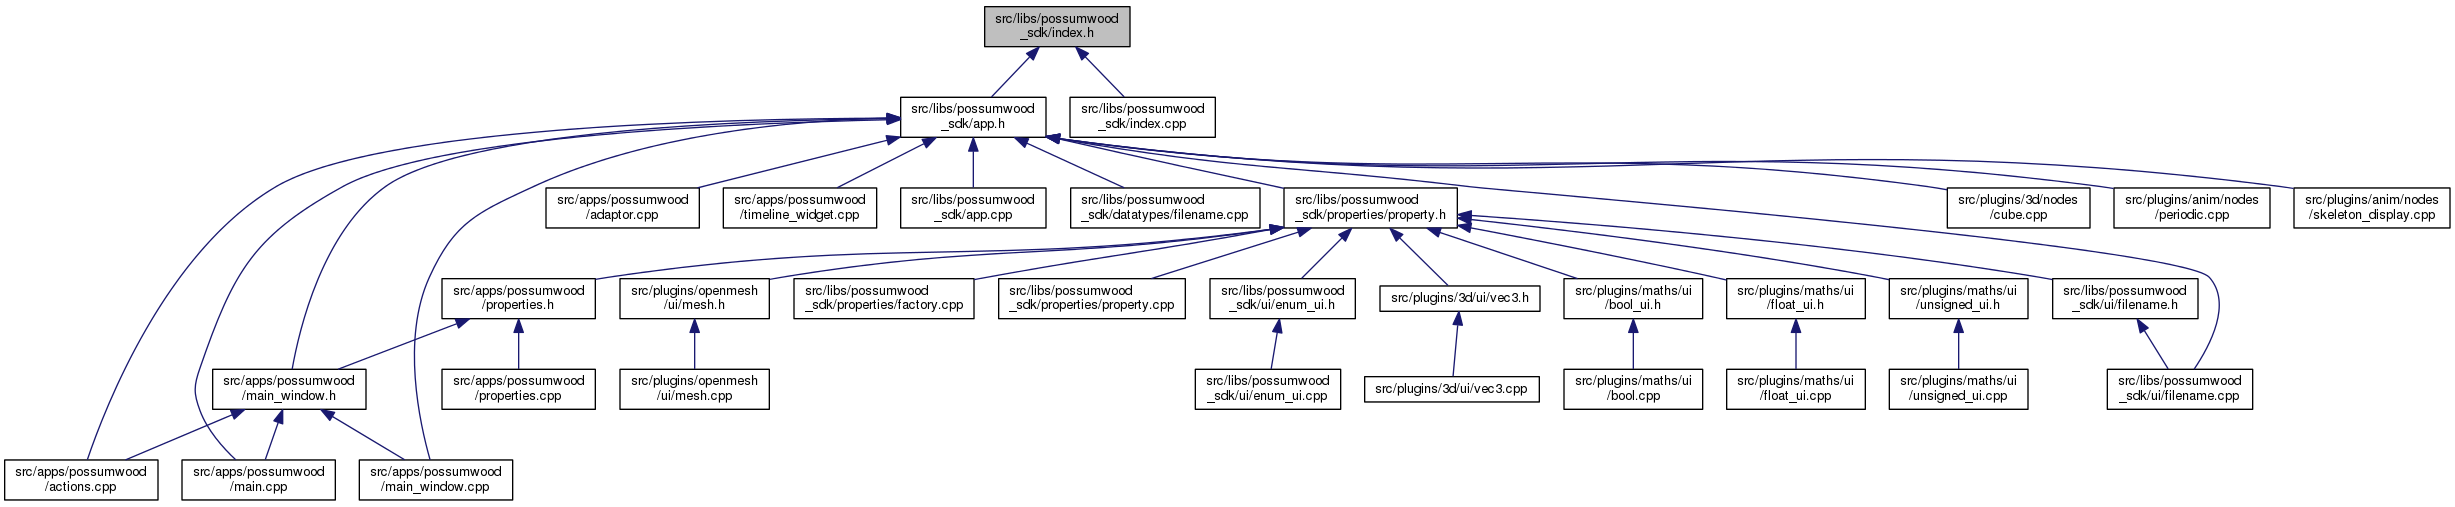 src/libs/possumwood
_sdk/index.h
src/libs/possumwood
_sdk/app.h
src/libs/possumwood
_sdk/index.cpp
src/apps/possumwood
/adaptor.cpp
src/apps/possumwood
/timeline_widget.cpp
src/libs/possumwood
_sdk/app.cpp
src/libs/possumwood
_sdk/datatypes/filename.cpp
src/libs/possumwood
_sdk/properties/property.h
src/plugins/3d/nodes
/cube.cpp
src/plugins/anim/nodes
/periodic.cpp
src/plugins/anim/nodes
/skeleton_display.cpp
src/apps/possumwood
/properties.h
src/plugins/openmesh
/ui/mesh.h
src/libs/possumwood
_sdk/properties/factory.cpp
src/libs/possumwood
_sdk/properties/property.cpp
src/libs/possumwood
_sdk/ui/enum_ui.h
src/plugins/3d/ui/vec3.h
src/plugins/maths/ui
/bool_ui.h
src/plugins/maths/ui
/float_ui.h
src/plugins/maths/ui
/unsigned_ui.h
src/libs/possumwood
_sdk/ui/filename.h
src/apps/possumwood
/main_window.h
src/apps/possumwood
/properties.cpp
src/plugins/openmesh
/ui/mesh.cpp
src/libs/possumwood
_sdk/ui/enum_ui.cpp
src/plugins/3d/ui/vec3.cpp
src/plugins/maths/ui
/bool.cpp
src/plugins/maths/ui
/float_ui.cpp
src/plugins/maths/ui
/unsigned_ui.cpp
src/libs/possumwood
_sdk/ui/filename.cpp
src/apps/possumwood
/actions.cpp
src/apps/possumwood
/main.cpp
src/apps/possumwood
/main_window.cpp